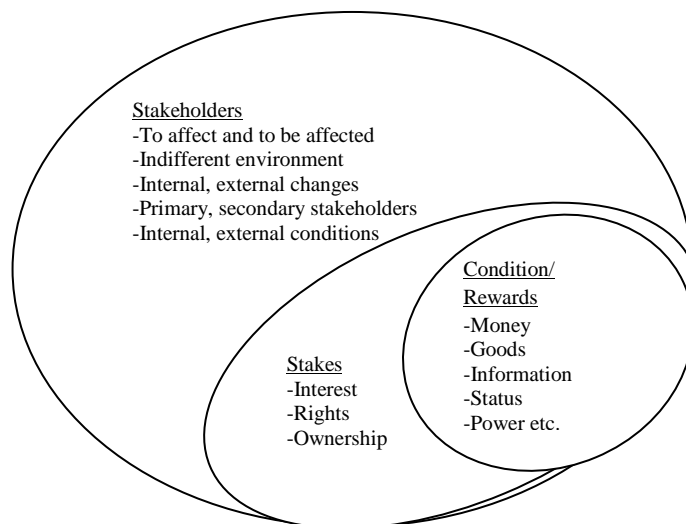 Stakeholders
-To affect and to be affected
-Indifferent environment
-Internal, external changes
-Primary, secondary stakeholders
-Internal, external conditions
Stakes
-Interest
-Rights
-Ownership
Condition/
Rewards
-Money
-Goods
-Information
-Status
-Power etc.